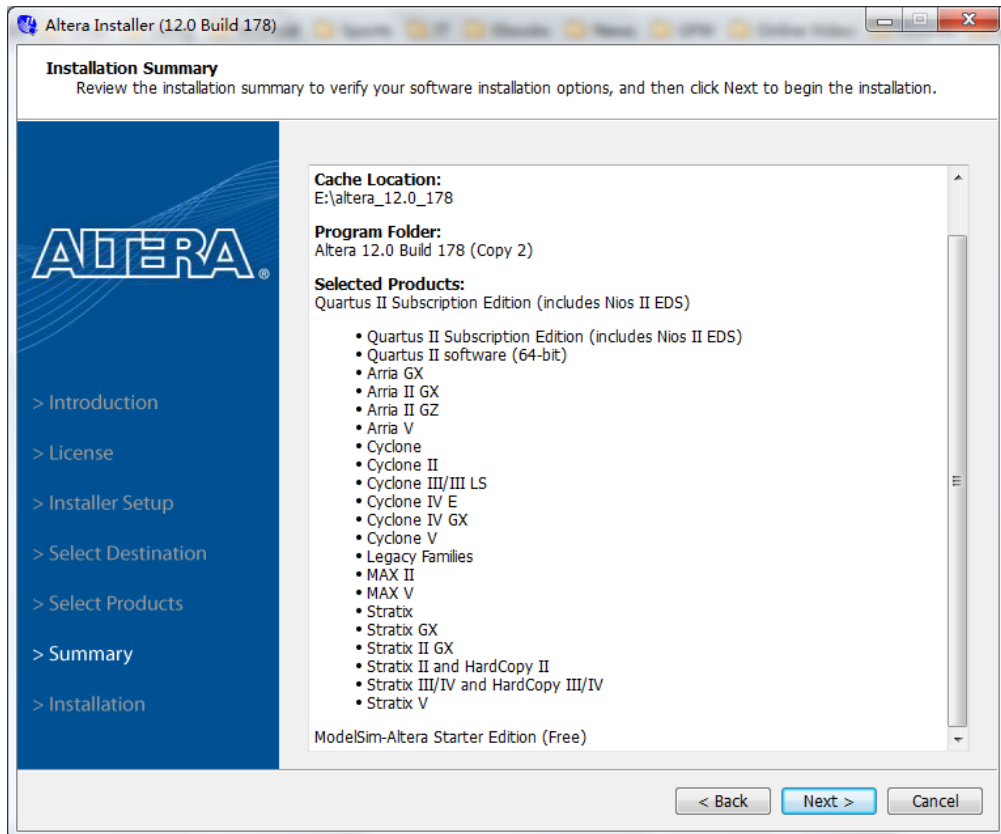 Altera Installer (12.0 Build 178)
Installation Summary
Review the installation summary to verify your software installation options, and then click Next to begin the installation.
ALTERA®
> Introduction
> License
> Installer Setup
> Select Destination
> Select Products
> Summary
> Installation
Cache Location:
E:\altera_12.0_178
Program Folder:
Altera 12.0 Build 178 (Copy 2)
Selected Products:
Quartus II Subscription Edition (includes Nios II EDS)
• Quartus II Subscription Edition (includes Nios II EDS)
• Quartus II software (64-bit)
• Arria GX
• Arria II GX
• Arria II GZ
• Arria V
• Cyclone
• Cyclone II
• Cyclone III/III LS
• Cyclone IV E
• Cyclone IV GX
• Cyclone V
• Legacy Families
• MAX II
• MAX V
• Stratix
• Stratix GX
• Stratix II GX
• Stratix II and HardCopy II
• Stratix III/IV and HardCopy III/IV
• Stratix V
ModelSim-Altera Starter Edition (Free)
< Back
Next >
Cancel